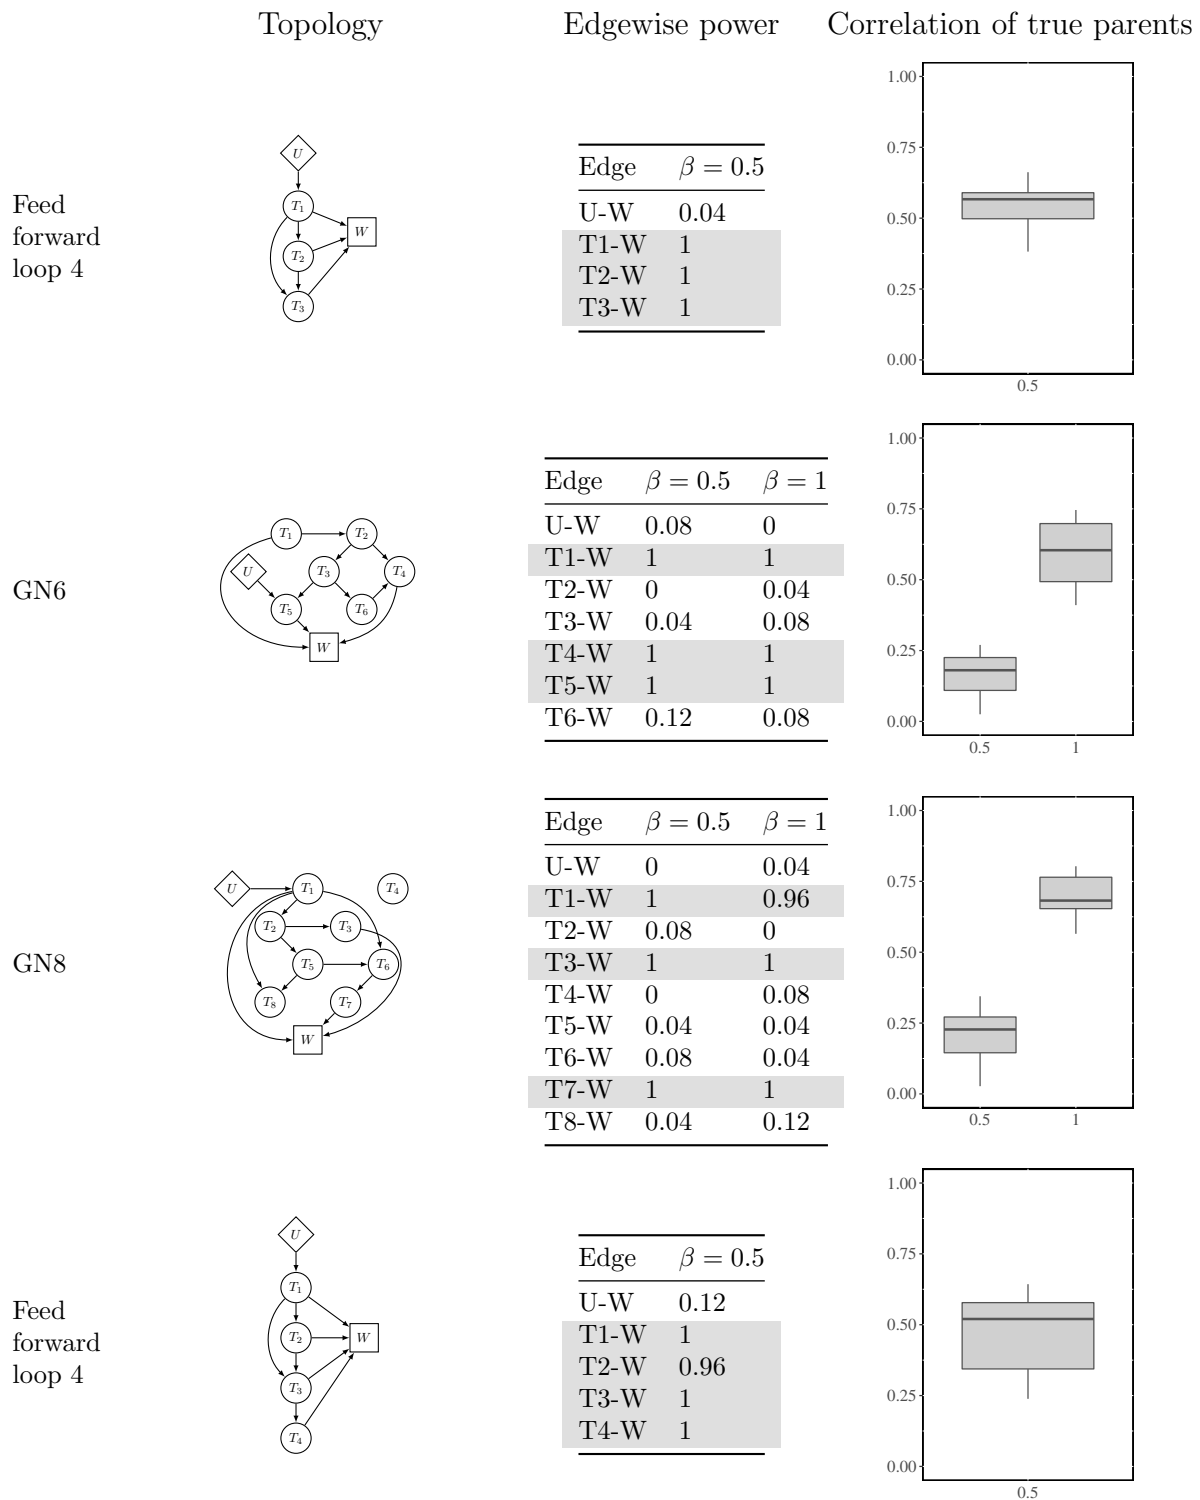 Topology Edgewise power Correlation of true parents
Feed
forward
loop 4
U
T1
W
T2
T3
Edge β = 0.5
U-W 0.04
T1-W 1
T2-W 1
T3-W 1
1.00
0.75
0.50
0.25
0.00
0.5
GN6
T1 T2
U T3 T4
T5 T6
W
Edge β = 0.5 β = 1
U-W 0.08 0
T1-W 1 1
T2-W 0 0.04
T3-W 0.04 0.08
T4-W 1 1
T5-W 1 1
T6-W 0.12 0.08
1.00
0.75
0.50
0.25
0.00
0.5 1
GN8
U T1 T4
T2 T3
T5 T6
T8 T7
W
Edge β = 0.5 β = 1
U-W 0 0.04
T1-W 1 0.96
T2-W 0.08 0
T3-W 1 1
T4-W 0 0.08
T5-W 0.04 0.04
T6-W 0.08 0.04
T7-W 1 1
T8-W 0.04 0.12
1.00
0.75
0.50
0.25
0.00
0.5 1
Feed
forward
loop 4
U
T1
T2 W
T3
T4
Edge β = 0.5
U-W 0.12
T1-W 1
T2-W 0.96
T3-W 1
T4-W 1
1.00
0.75
0.50
0.25
0.00
0.5